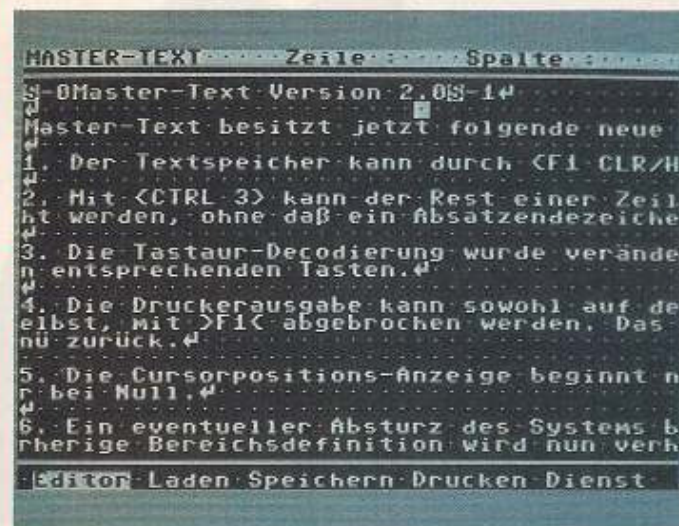 MASTER-TEXT Zeile : Spalte :
S-0Master-Text Version 2.0S-1
Master-Text besitzt jetzt folgende neue
1. Der Textspeicher kann durch <F1 CLR/H
2. Mit <CTRL 3> kann der Rest einer Zeil
ht werden, ohne daß ein Absatzendezeiche
3. Die Tastaur-Decodierung wurde verände
n entsprechenden Tasten.
4. Die Druckerausgabe kann sowohl auf de
elbst, mit >F1< abgebrochen werden. Das
nü zurück.
5. Die Cursorpositions-Anzeige beginnt n
r bei Null.
6. Ein eventueller Absturz des Systems b
rherige Bereichsdefinition wird nun verh
Editor Laden Speichern Drucken Dienst